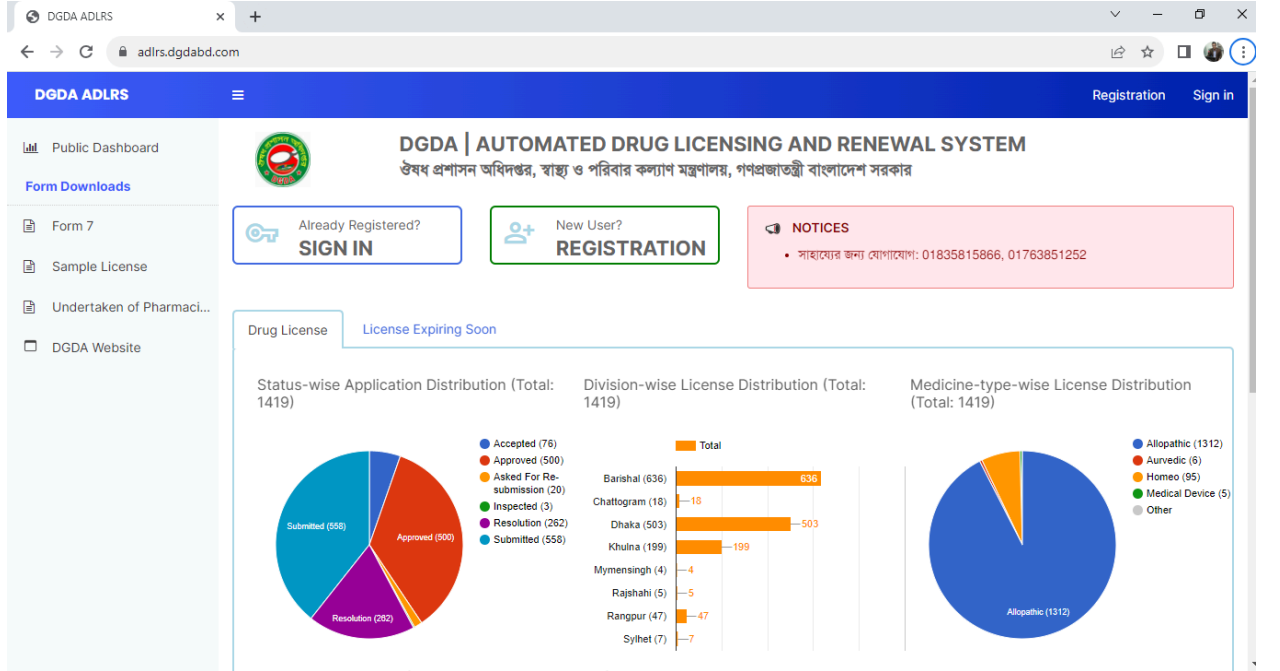 DGDA ADLRS
adlrs.dgdabd.com
DGDA ADLRS
Registration Sign in
Public Dashboard
Form Downloads
Form 7
Sample License
Undertaken of Pharmaci...
DGDA Website
DGDA | AUTOMATED DRUG LICENSING AND RENEWAL SYSTEM
ঔষধ প্রশাসন অধিদপ্তর, স্বাস্থ্য ও পরিবার কল্যাণ মন্ত্রণালয়, গণপ্রজাতন্ত্রী বাংলাদেশ সরকার
Already Registered?
SIGN IN
New User?
REGISTRATION
NOTICES
সাহায্যের জন্য যোগাযোগ: 01835815866, 01763851252
Drug License
License Expiring Soon
Status-wise Application Distribution (Total:
1419)
Accepted (76)
Approved (500)
Asked For Re-
submission (20)
Inspected (3)
Resolution (262)
Submitted (558)
Submitted (558)
Approved (500)
Resolution (262)
Division-wise License Distribution (Total:
1419)
Total
Barishal (636) 636
Chattogram (18) 18
Dhaka (503) 503
Khulna (199) 199
Mymensingh (4) 4
Rajshahi (5) 5
Rangpur (47) 47
Sylhet (7) 7
Medicine-type-wise License Distribution
(Total: 1419)
Allopathic (1312)
Aurvedic (6)
Homeo (95)
Medical Device (5)
Other
Allopathic (1312)